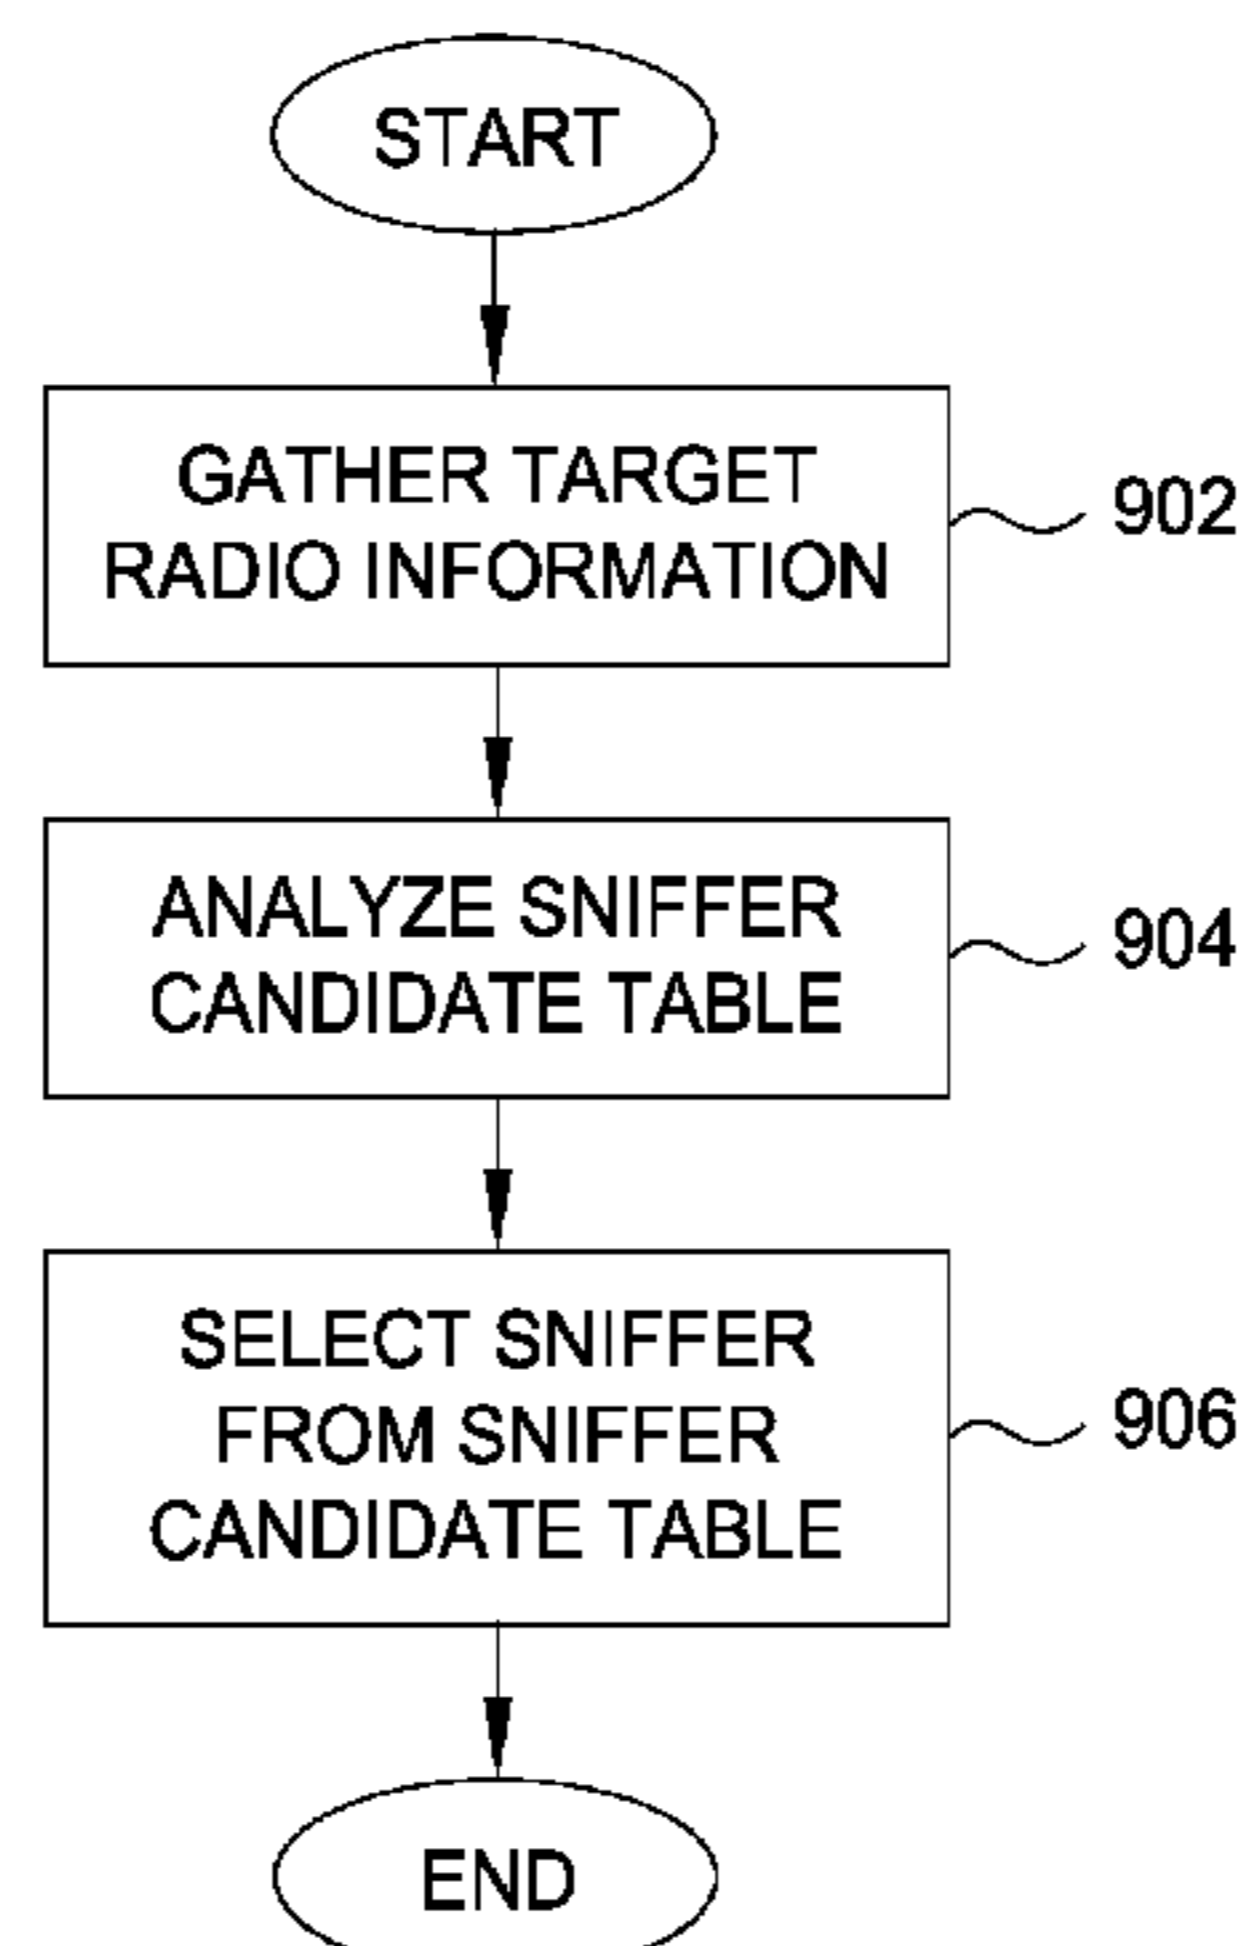 START
GATHER TARGET
RADIO INFORMATION
902
ANALYZE SNIFFER
CANDIDATE TABLE
904
SELECT SNIFFER
FROM SNIFFER
CANDIDATE TABLE
906
END